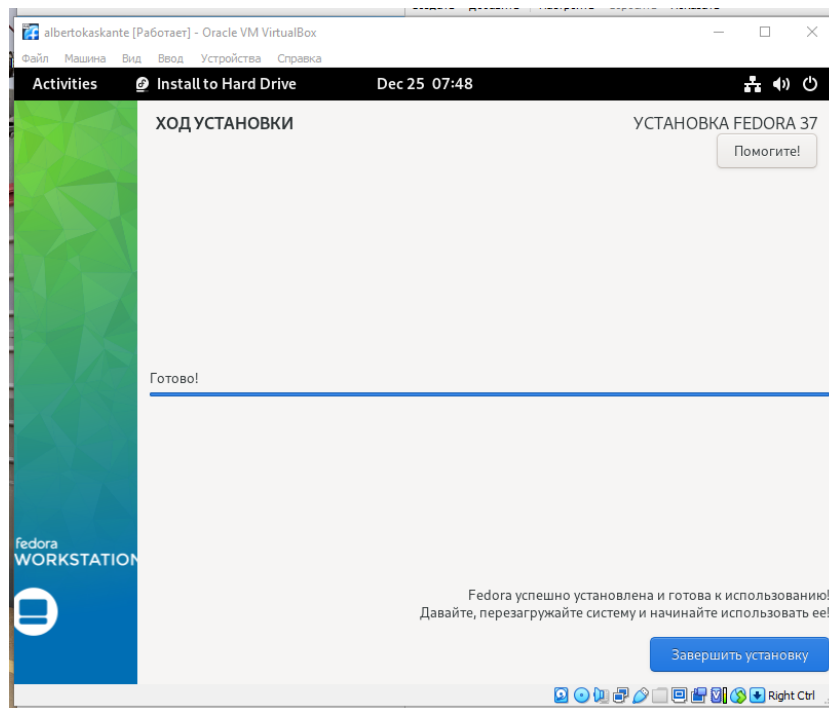 albertokaskante [Работает] - Oracle VM VirtualBox
Файл Машина Вид Ввод Устройства Справка
Activities Install to Hard Drive Dec 25 07:48
ХОД УСТАНОВКИ УСТАНОВКА FEDORA 37
Помогите!
Готово!
fedora
WORKSTATION
Fedora успешно установлена и готова к использованию!
Давайте, перезагружайте систему и начинайте использовать ее!
Завершить установку
Right Ctrl